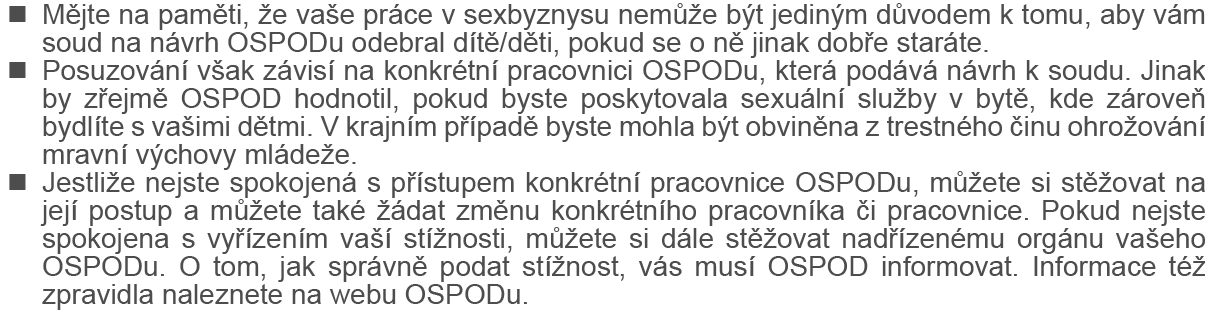 ■ Mějte na paměti, že vaše práce v sexbyznysu nemůže být jediným důvodem k tomu, aby vám
soud na návrh OSPODu odebral dítě/děti, pokud se o ně jinak dobře staráte.
■ Posuzování však závisí na konkrétní pracovnici OSPODu, která podává návrh k soudu. Jinak
by zřejmě OSPOD hodnotil, pokud byste poskytovala sexuální služby v bytě, kde zároveň
bydlíte s vašimi dětmi. V krajním případě byste mohla být obviněna z trestného činu ohrožování
mravní výchovy mládeže.
■ Jestliže nejste spokojená s přístupem konkrétní pracovnice OSPODu, můžete si stěžovat na
její postup a můžete také žádat změnu konkrétního pracovníka či pracovnice. Pokud nejste
spokojena s vyřízením vaší stížnosti, můžete si dále stěžovat nadřízenému orgánu vašeho
OSPODu. O tom, jak správně podat stížnost, vás musí OSPOD informovat. Informace též
zpravidla naleznete na webu OSPODu.